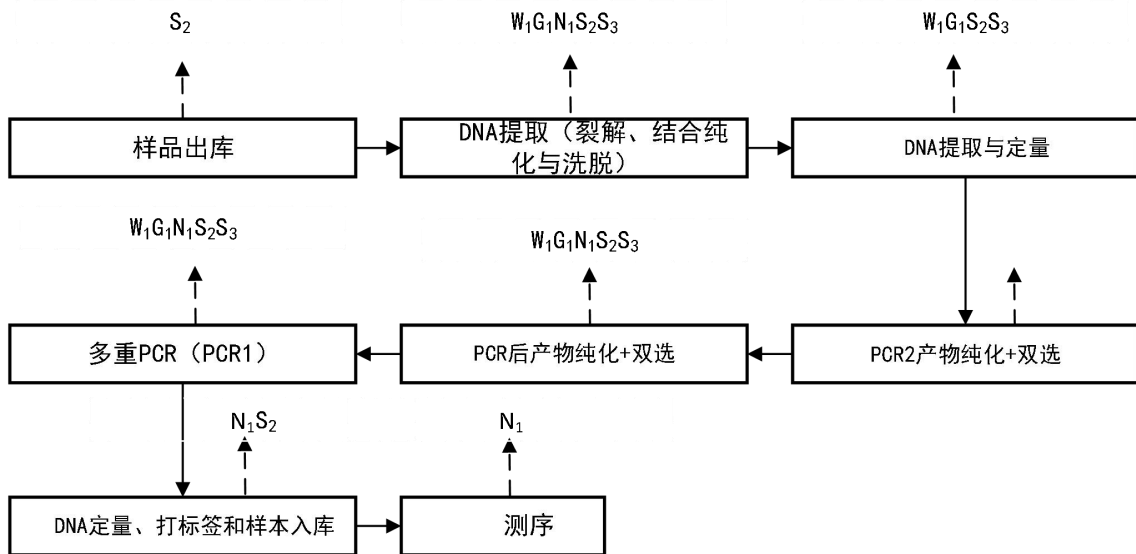 S₂
W₁G₁N₁S₂S₃
W₁G₁S₂S₃
样品出库
DNA提取（裂解、结合纯
化与洗脱）
DNA提取与定量
W₁G₁N₁S₂S₃
W₁G₁N₁S₂S₃
多重PCR（PCR1）
PCR后产物纯化+双选
PCR2产物纯化+双选
N₁S₂
N₁
DNA定量、打标签和样本入库
测序